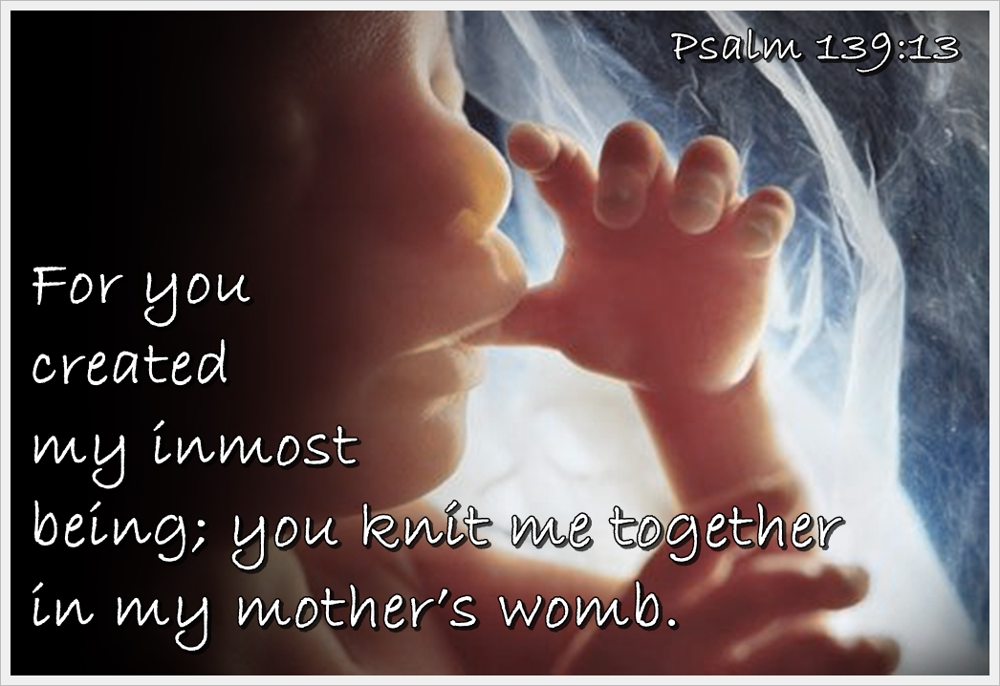 Psalm 139:13
For you
created
my inmost
being; you knit me together
in my mother's womb.